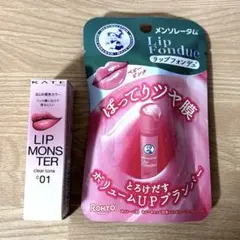 KATE
LIP
MONS
TER
clear tone
c01
メンソレータム
Lip
Fondue
リップフォンデュ
ぽってりツヤ膜
とろけだす
ボリュームUPプランパー
ROHTO